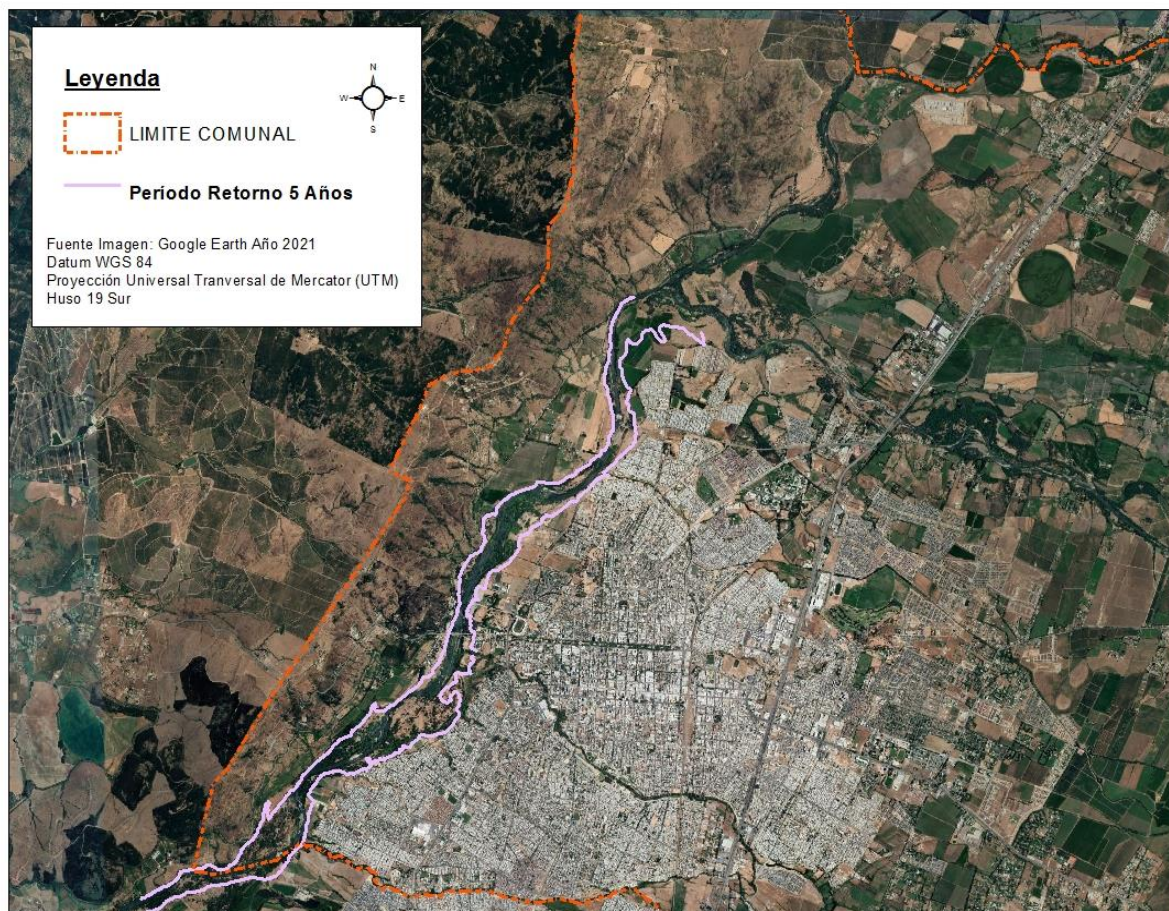 Leyenda
N
W
E
S
LIMITE COMUNAL
Período Retorno 5 Años
Fuente Imagen: Google Earth Año 2021
Datum WGS 84
Proyección Universal Tranversal de Mercator (UTM)
Huso 19 Sur